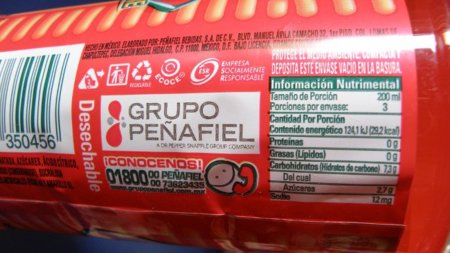 HECHO EN MÉXICO. ELABORADO POR: PEÑAFIEL BEBIDAS, S.A. DE C.V., BLVD. MANUEL ÁVILA CAMACHO 32, 1er PISO, COL. LOMAS DE
CHAPULTEPEC, DELEGACIÓN MIGUEL HIDALGO, C.P. 11000, MÉXICO, D.F. BAJO LICENCIA,
PROTEGE EL MEDIO AMBIENTE,
DEPOSITA ESTE ENVASE VACÍO EN LA BASURA.
RECICLABLE
ECOCE
ESR
EMPRESA
SOCIALMENTE
RESPONSABLE
350456
Desechable
GRUPO
PEÑAFIEL
A DR PEPPER SNAPPLE GROUP COMPANY
¡CONOCENOS!
01800 00 PEÑAFIEL
00 73623435
www.grupopenafiel.com.mx
Información Nutrimental
Tamaño de Porción 200 ml
Porciones por envase: 3
Cantidad Por Porción
Contenido energético 124,1 kJ (29,2 kcal)
Proteínas 0 g
Grasas (Lípidos) 0 g
Carbohidratos (Hidratos de carbono) 7,3 g
Del cual
Azúcares 2,7 g
Sodio 12 mg